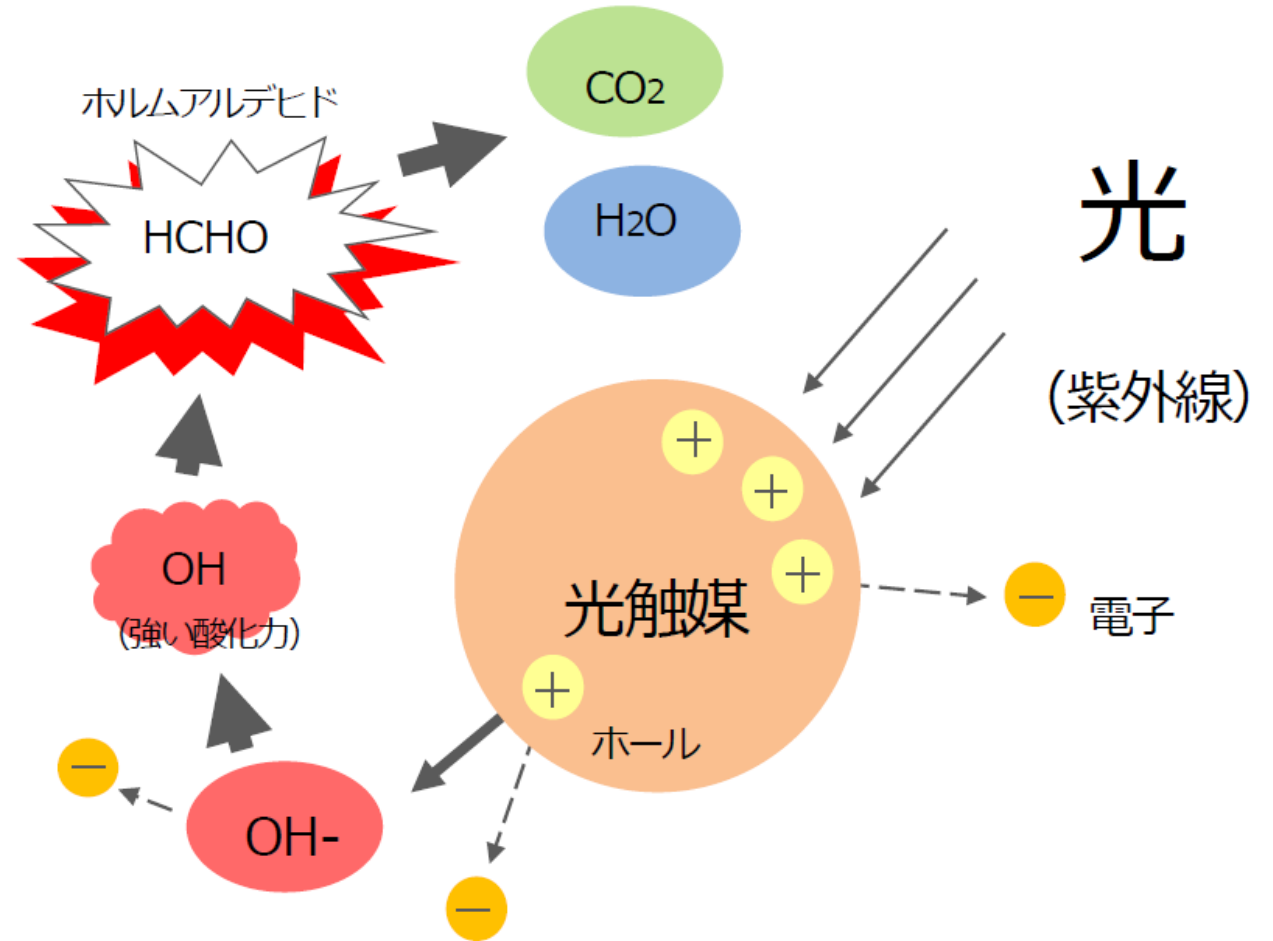 ホルムアルデヒド
HCHO
CO2
H2O
光
(紫外線)
光触媒
+
+
+
+
ホール
−
電子
OH
(強い酸化力)
OH-
−
−